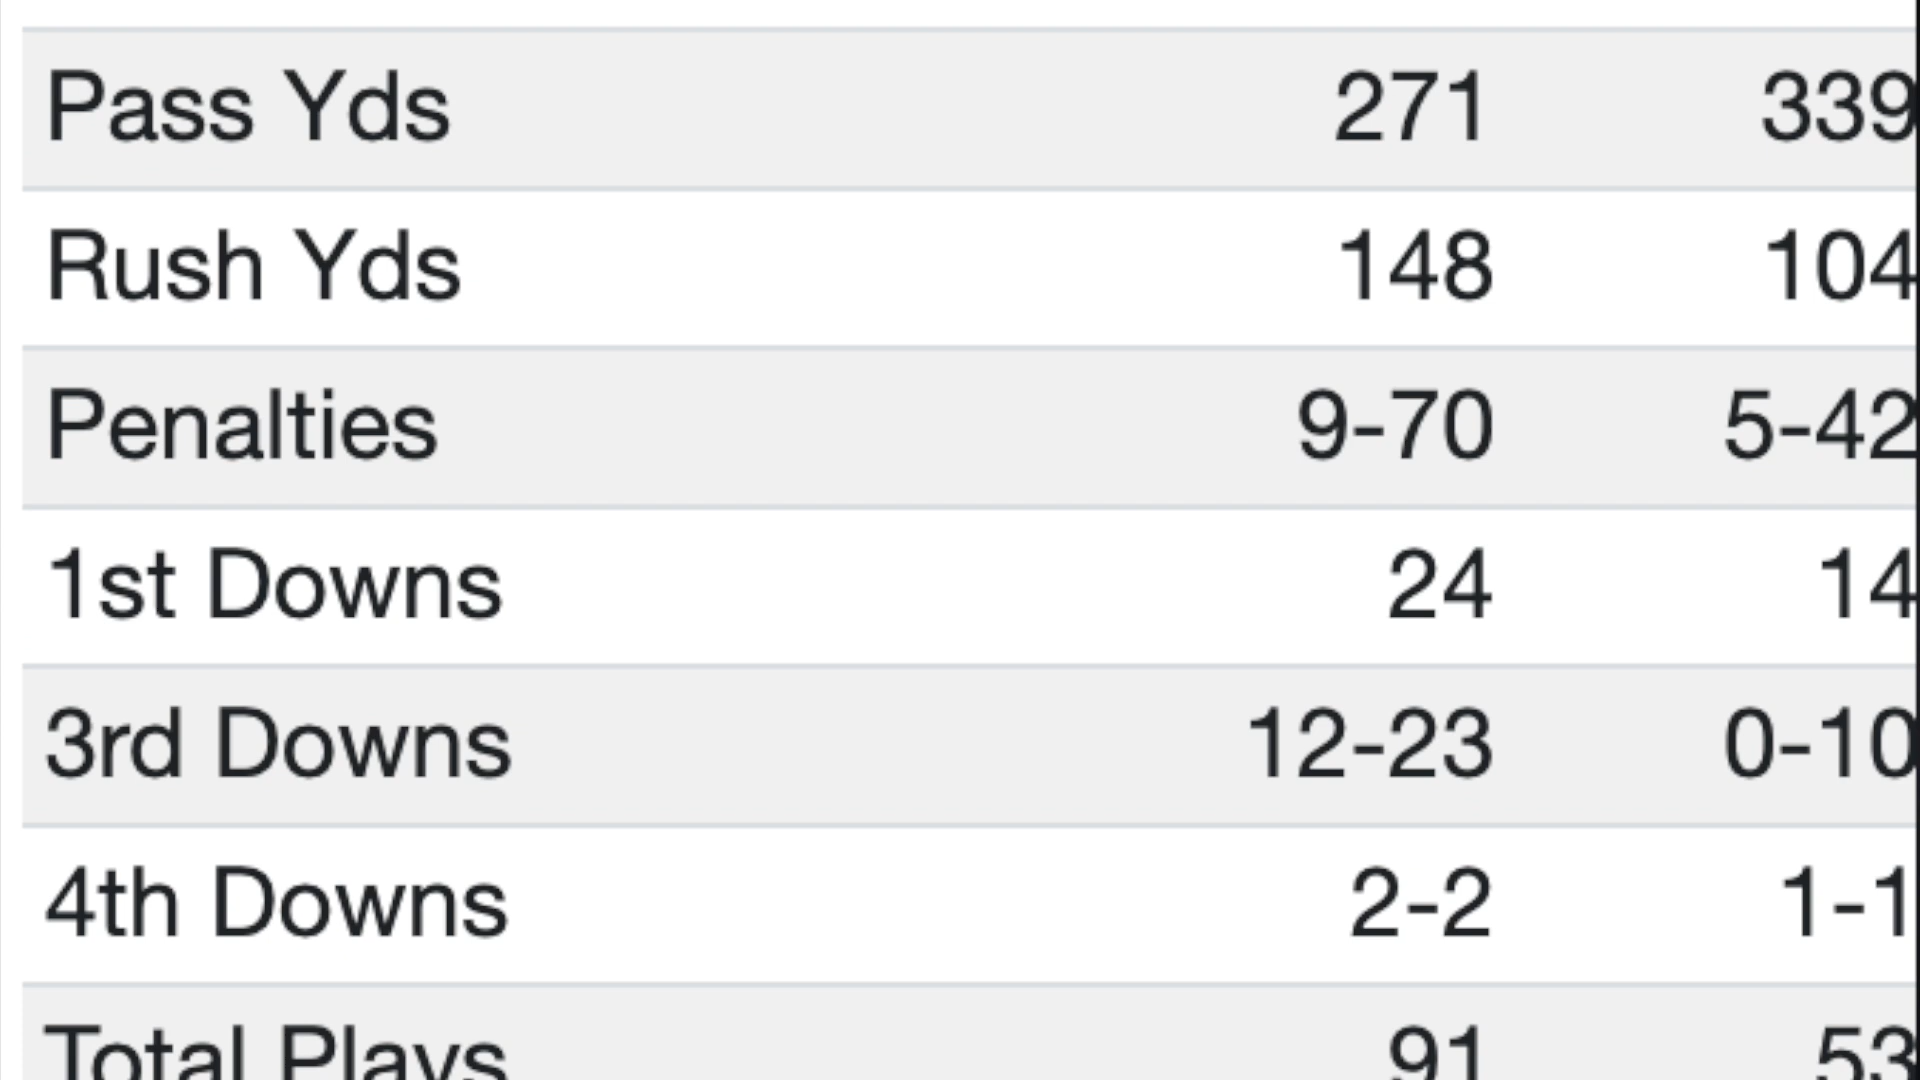 Pass Yds 271 339
Rush Yds 148 104
Penalties 9-70 5-42
1st Downs 24 14
3rd Downs 12-23 0-10
4th Downs 2-2 1-1
Total Plays 91 53